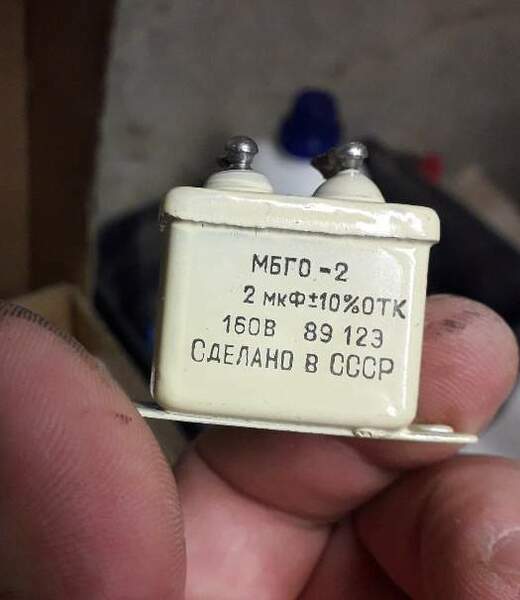 МБГО-2
2 мкФ±10%ОТК
160В 89 123
СДЕЛАНО В СССР